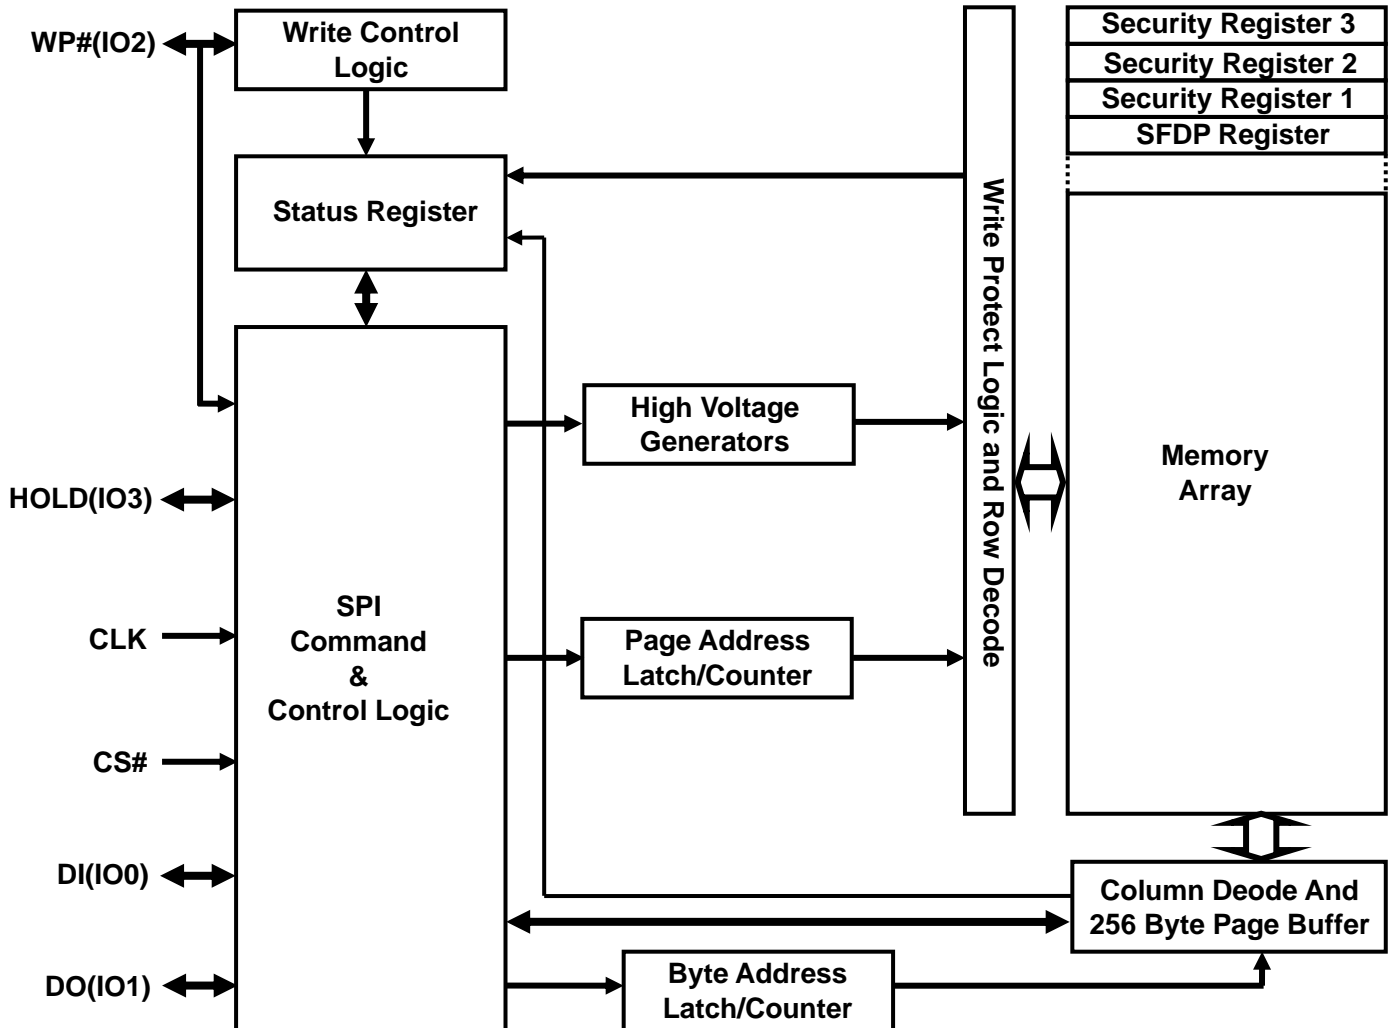 WP#(IO2)
Write Control
Logic
Security Register 3
Security Register 2
Security Register 1
SFDP Register
Status Register
Write Protect Logic and Row Decode
High Voltage
Generators
Memory
Array
HOLD(IO3)
SPI
Command
&
Control Logic
CLK
Page Address
Latch/Counter
CS#
DI(IO0)
Column Deode And
256 Byte Page Buffer
DO(IO1)
Byte Address
Latch/Counter